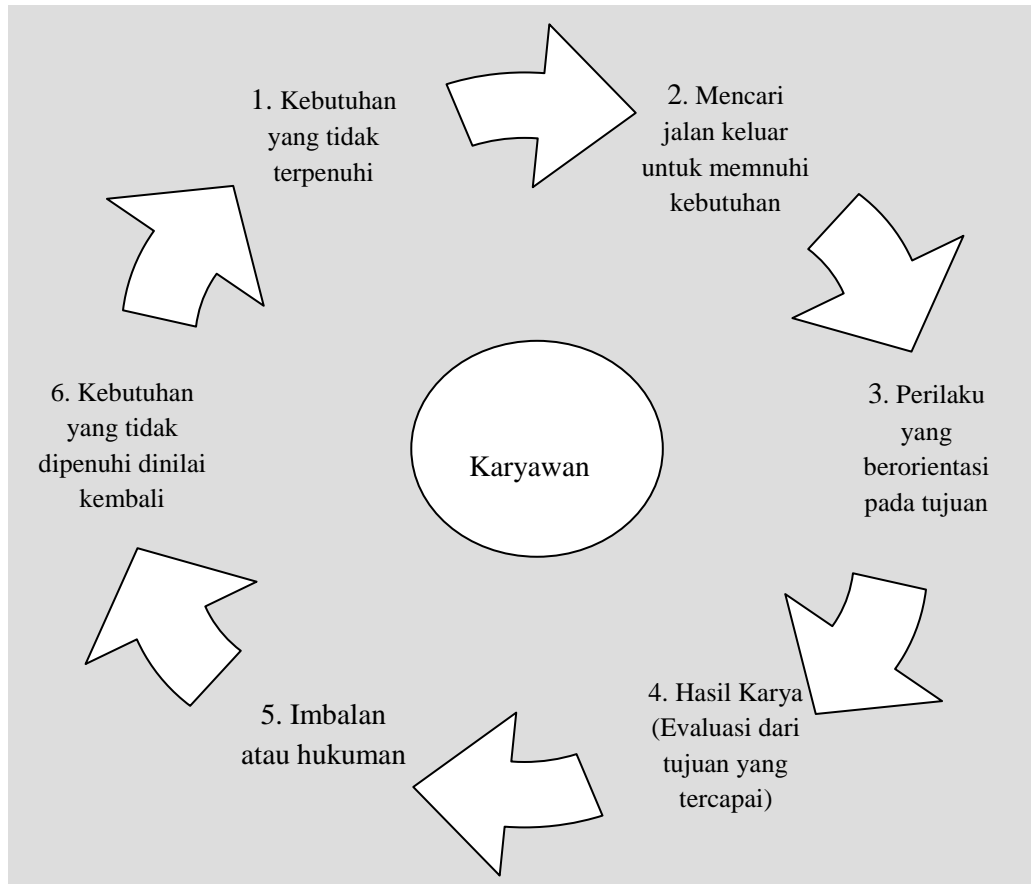 1. Kebutuhan
yang tidak
terpenuhi
2. Mencari
jalan keluar
untuk memnuhi
kebutuhan
3. Perilaku
yang
berorientasi
pada tujuan
4. Hasil Karya
(Evaluasi dari
tujuan yang
tercapai)
5. Imbalan
atau hukuman
6. Kebutuhan
yang tidak
dipenuhi dinilai
kembali
Karyawan